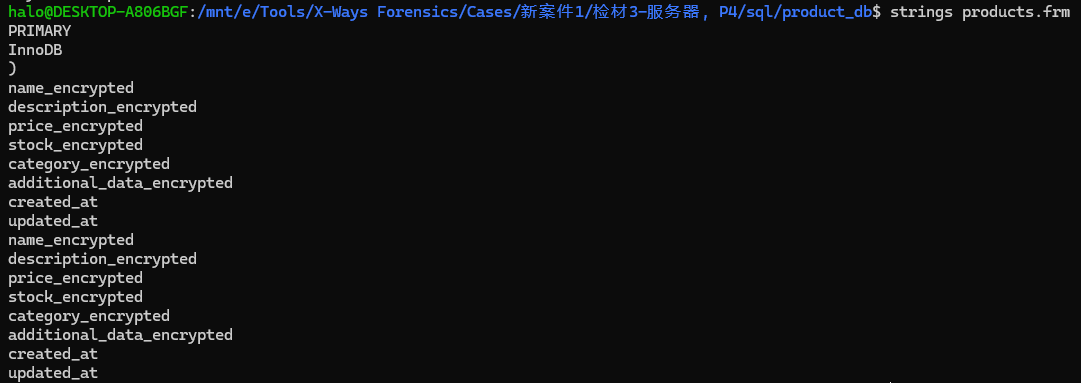 halo@DESKTOP-A806BGF:/mnt/e/Tools/X-Ways Forensics/Cases/新案件1/检材3-服务器, P4/sql/product_db$ strings products.frm
PRIMARY
InnoDB
)
name_encrypted
description_encrypted
price_encrypted
stock_encrypted
category_encrypted
additional_data_encrypted
created_at
updated_at
name_encrypted
description_encrypted
price_encrypted
stock_encrypted
category_encrypted
additional_data_encrypted
created_at
updated_at